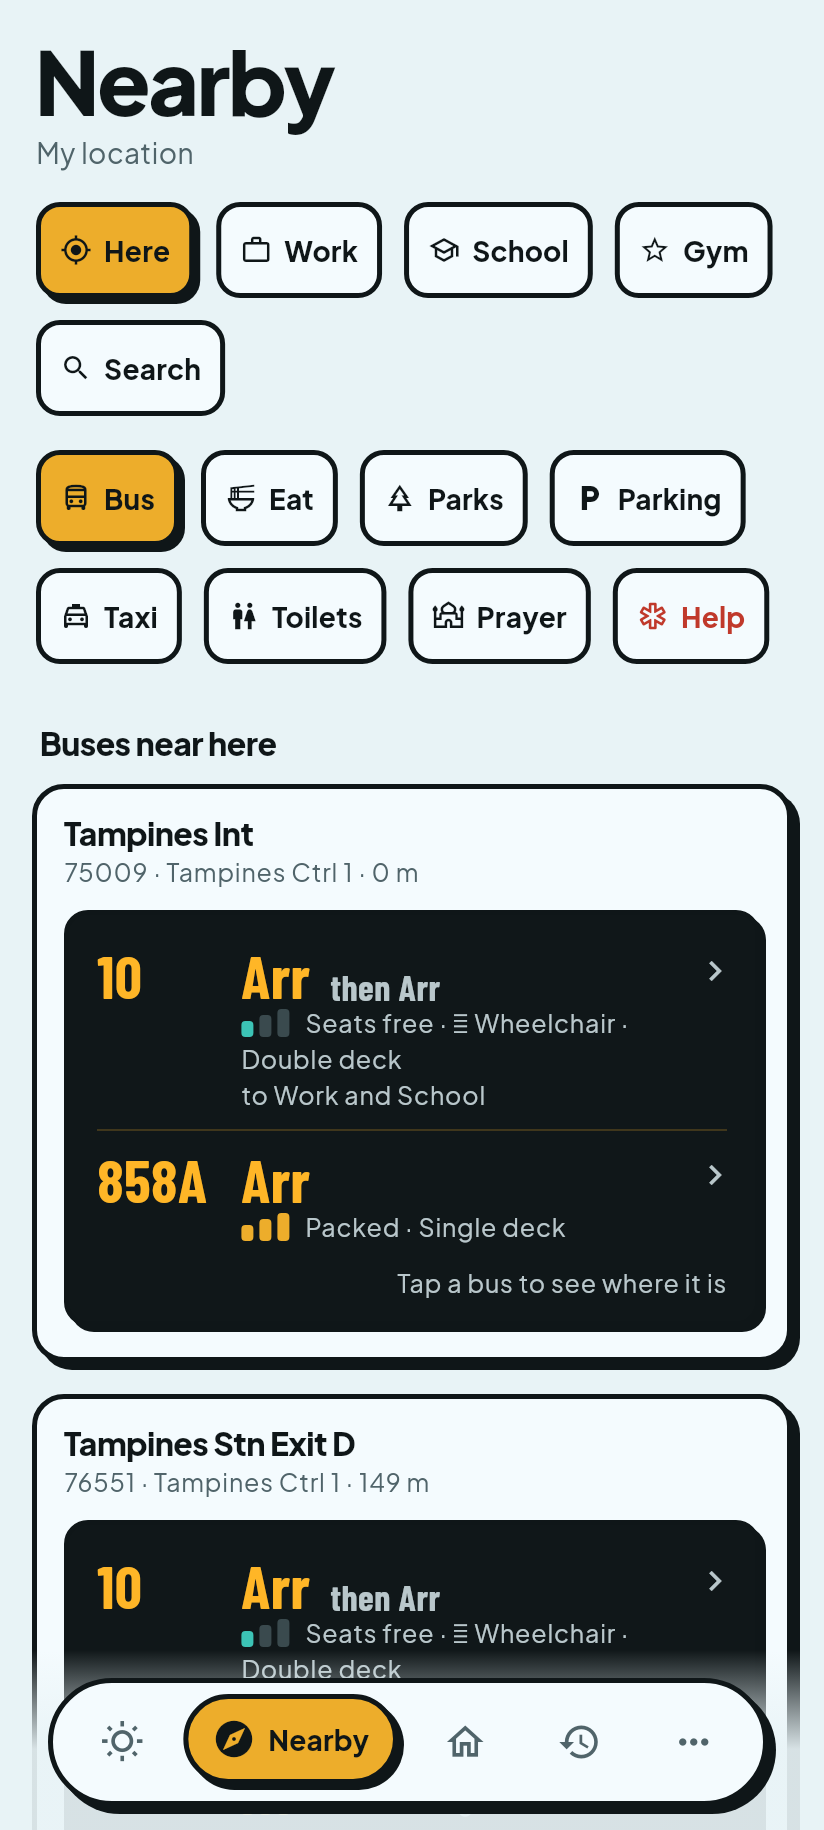 Nearby
My location
Here
Work
School
Gym
Search
Bus
Eat
Parks
P Parking
Taxi
Toilets
Prayer
Help
Buses near here
Tampines Int
75009 · Tampines Ctrl 1 · 0 m
10 Arr then Arr
Seats free · Wheelchair ·
Double deck
to Work and School
858A Arr
Packed · Single deck
Tap a bus to see where it is
Tampines Stn Exit D
76551 · Tampines Ctrl 1 · 149 m
10 Arr then Arr
Seats free · Wheelchair ·
Double deck
Nearby